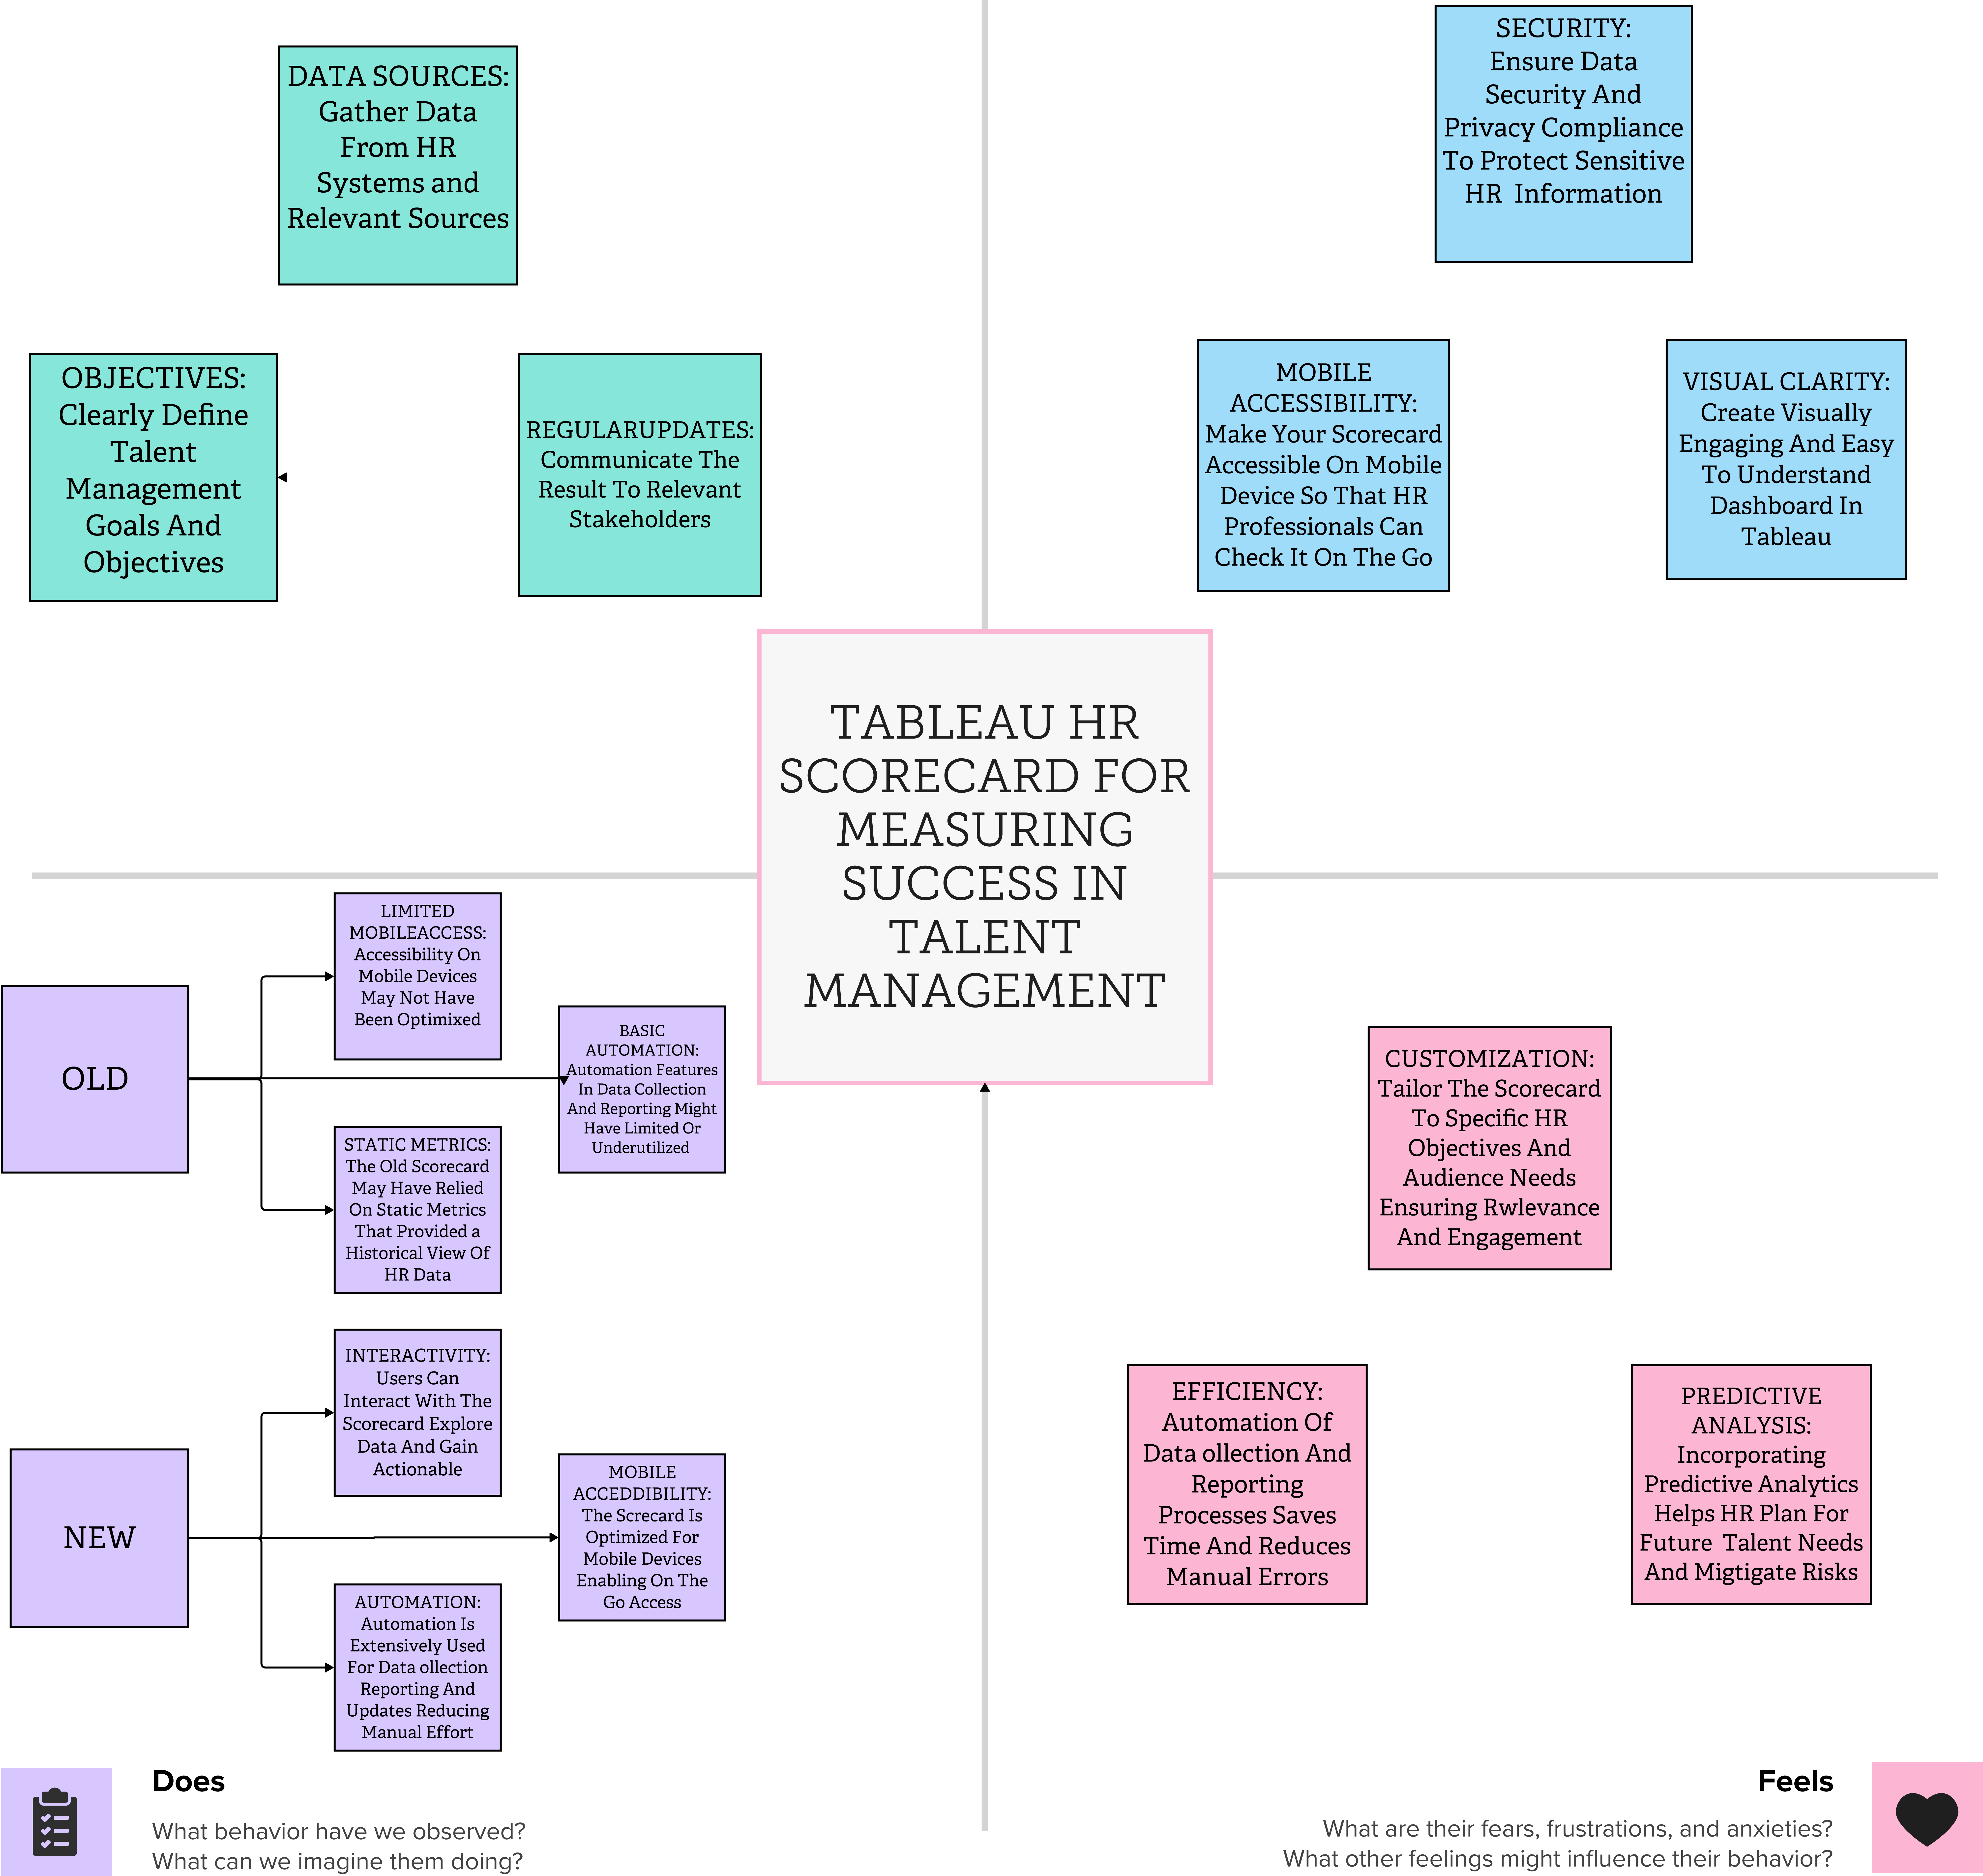 DATA SOURCES:
Gather Data
From HR
Systems and
Relevant Sources
OBJECTIVES:
Clearly Define
Talent
Management
Goals And
Objectives
REGULARUPDATES:
Communicate The
Result To Relevant
Stakeholders
SECURITY:
Ensure Data
Security And
Privacy Compliance
To Protect Sensitive
HR  Information
MOBILE
ACCESSIBILITY:
Make Your Scorecard
Accessible On Mobile
Device So That HR
Professionals Can
Check It On The Go
VISUAL CLARITY:
Create Visually
Engaging And Easy
To Understand
Dashboard In
Tableau
TABLEAU HR
SCORECARD FOR
MEASURING
SUCCESS IN
TALENT
MANAGEMENT
OLD
LIMITED
MOBILEACCESS:
Accessibility On
Mobile Devices
May Not Have
Been Optimixed
BASIC
AUTOMATION:
Automation Features
In Data Collection
And Reporting Might
Have Limited Or
Underutilized
STATIC METRICS:
The Old Scorecard
May Have Relied
On Static Metrics
That Provided a
Historical View Of
HR Data
NEW
INTERACTIVITY:
Users Can
Interact With The
Scorecard Explore
Data And Gain
Actionable
MOBILE
ACCEDDIBILITY:
The Screcard Is
Optimized For
Mobile Devices
Enabling On The
Go Access
AUTOMATION:
Automation Is
Extensively Used
For Data ollection
Reporting And
Updates Reducing
Manual Effort
CUSTOMIZATION:
Tailor The Scorecard
To Specific HR
Objectives And
Audience Needs
Ensuring Rwlevance
And Engagement
EFFICIENCY:
Automation Of
Data ollection And
Reporting
Processes Saves
Time And Reduces
Manual Errors
PREDICTIVE
ANALYSIS:
Incorporating
Predictive Analytics
Helps HR Plan For
Future  Talent Needs
And Migtigate Risks
Does
What behavior have we observed?
What can we imagine them doing?
Feels
What are their fears, frustrations, and anxieties?
What other feelings might influence their behavior?